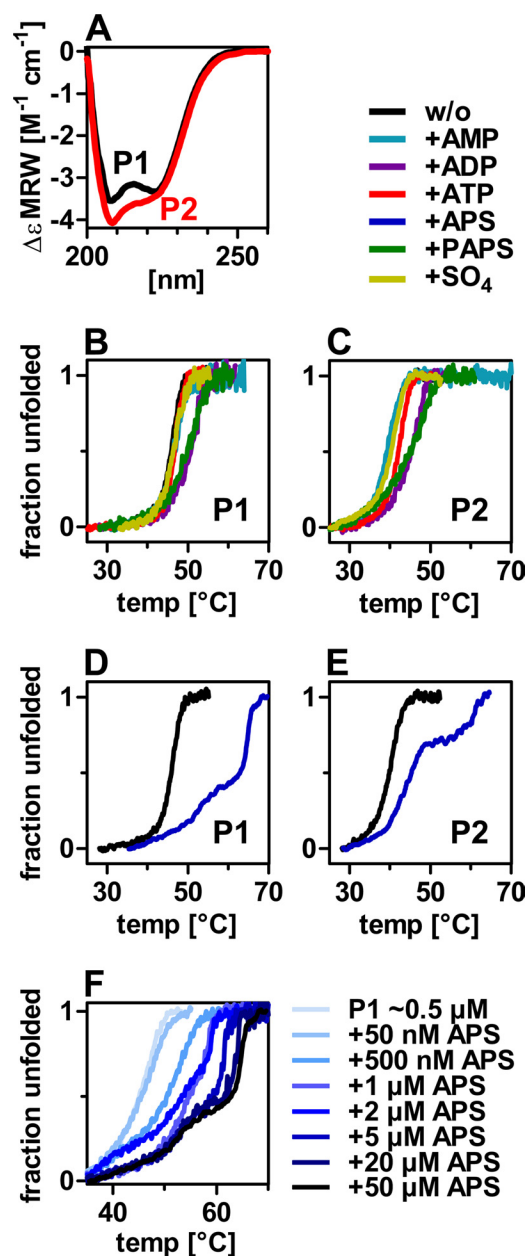 A
0
-1
-2
-3
-4
ΔεMRW [M⁻¹ cm⁻¹]
P1
P2
200
250
[nm]
w/o
+AMP
+ADP
+ATP
+APS
+PAPS
+SO₄
B
1
0
fraction unfolded
P1
30
50
70
temp [°C]
C
1
0
P2
30
50
70
temp [°C]
D
1
0
fraction unfolded
P1
30
50
70
temp [°C]
E
1
0
P2
30
50
70
temp [°C]
F
1
0
fraction unfolded
40
60
temp [°C]
P1 ~0.5 µM
+50 nM APS
+500 nM APS
+1 µM APS
+2 µM APS
+5 µM APS
+20 µM APS
+50 µM APS